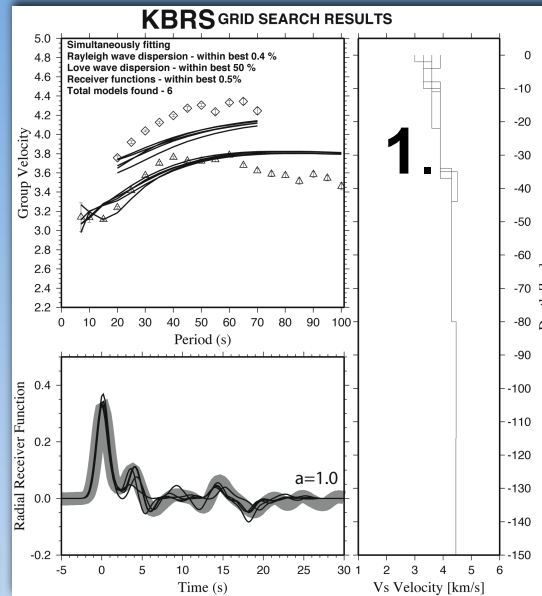 KBRS GRID SEARCH RESULTS
Simultaneously fitting
Rayleigh wave dispersion - within best 0.4 %
Love wave dispersion - within best 50 %
Receiver functions - within best 0.5%
Total models found - 6
5.0
4.8
4.6
4.4
4.2
4.0
3.8
3.6
3.4
3.2
3.0
2.8
2.6
2.4
2.2
Group Velocity
0 10 20 30 40 50 60 70 80 90 100
Period (s)
0.4
0.2
0.0
-0.2
Radial Receiver Function
a=1.0
-5 0 5 10 15 20 25 30
Time (s)
1.
0
-10
-20
-30
-40
-50
-60
-70
-80
-90
-100
-110
-120
-130
-140
-150
1 2 3 4 5 6
Vs Velocity [km/s]